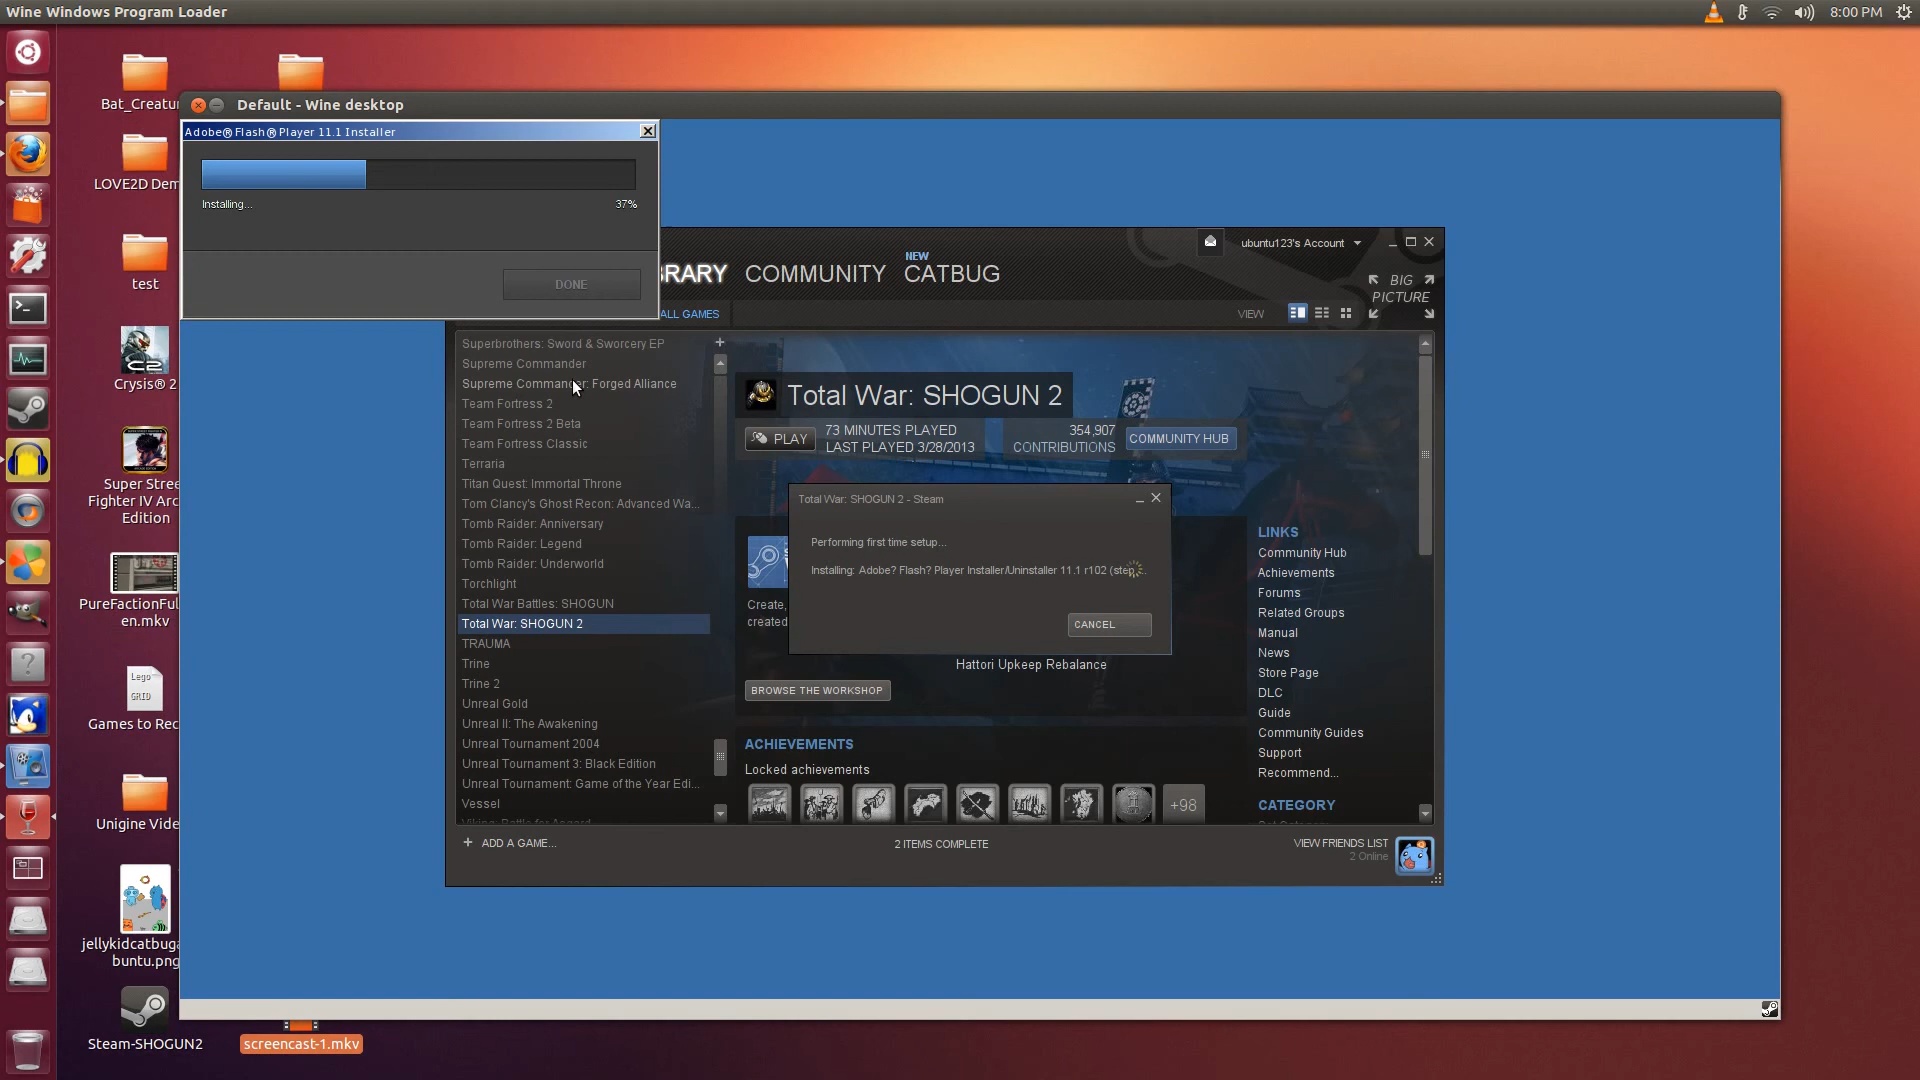 Wine Windows Program Loader
8:00 PM
Bat_Creatu
LOVE2D Dem
test
Crysis® 2
Super Stree
Fighter IV Arc
Edition
PureFactionFul
en.mkv
Lego
GRID
Games to Rec
Unigine Vide
jellykidcatbuga
buntu.png
Steam-SHOGUN2
screencast-1.mkv
Default - Wine desktop
Adobe®Flash®Player 11.1 Installer
Installing...
37%
DONE
ubuntu123's Account
BRARY
COMMUNITY
NEW
CATBUG
BIG
PICTURE
ALL GAMES
VIEW
Superbrothers: Sword & Sworcery EP
Supreme Commander
Supreme Commander: Forged Alliance
Team Fortress 2
Team Fortress 2 Beta
Team Fortress Classic
Terraria
Titan Quest: Immortal Throne
Tom Clancy's Ghost Recon: Advanced Wa...
Tomb Raider: Anniversary
Tomb Raider: Legend
Tomb Raider: Underworld
Torchlight
Total War Battles: SHOGUN
Total War: SHOGUN 2
TRAUMA
Trine
Trine 2
Unreal Gold
Unreal II: The Awakening
Unreal Tournament 2004
Unreal Tournament 3: Black Edition
Unreal Tournament: Game of the Year Edi...
Vessel
Total War: SHOGUN 2
PLAY
73 MINUTES PLAYED
LAST PLAYED 3/28/2013
354,907
CONTRIBUTIONS
COMMUNITY HUB
Total War: SHOGUN 2 - Steam
Performing first time setup...
Installing: Adobe? Flash? Player Installer/Uninstaller 11.1 r102 (step...
CANCEL
Create,
created
Hattori Upkeep Rebalance
BROWSE THE WORKSHOP
ACHIEVEMENTS
Locked achievements
+98
LINKS
Community Hub
Achievements
Forums
Related Groups
Manual
News
Store Page
DLC
Guide
Community Guides
Support
Recommend...
CATEGORY
+ ADD A GAME...
2 ITEMS COMPLETE
VIEW FRIENDS LIST
2 Online